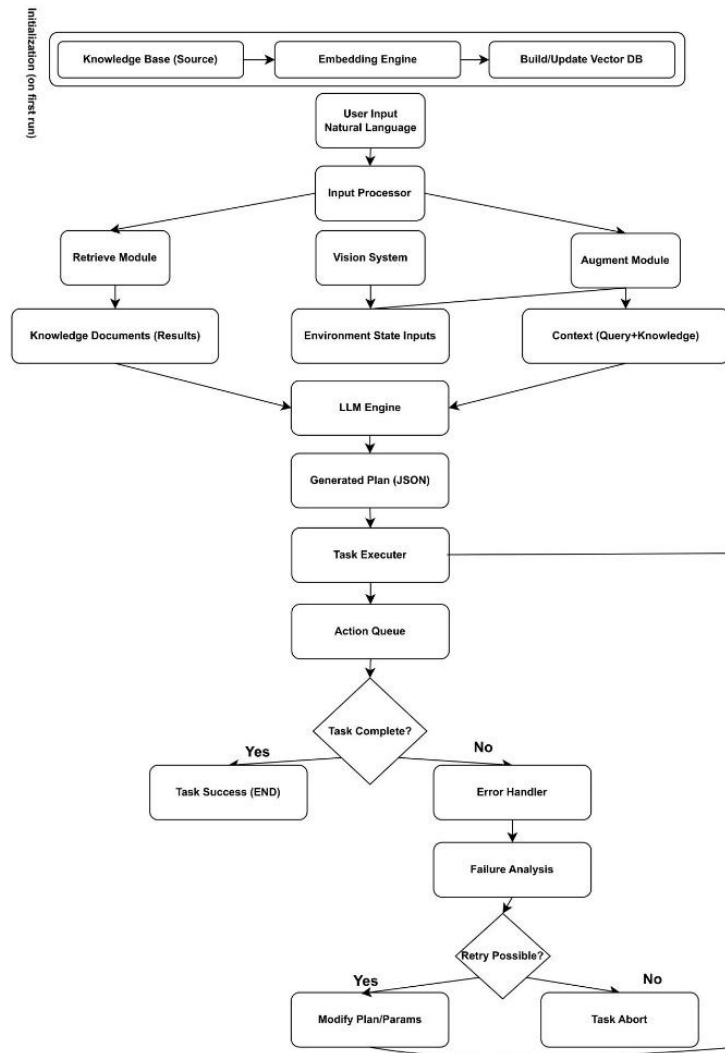 Initialization (on first run)
Knowledge Base (Source)
Embedding Engine
Build/Update Vector DB
User Input
Natural Language
Input Processor
Retrieve Module
Vision System
Augment Module
Knowledge Documents (Results)
Environment State Inputs
Context (Query+Knowledge)
LLM Engine
Generated Plan (JSON)
Task Executer
Action Queue
Task Complete?
Yes
No
Task Success (END)
Error Handler
Failure Analysis
Retry Possible?
Yes
No
Modify Plan/Params
Task Abort